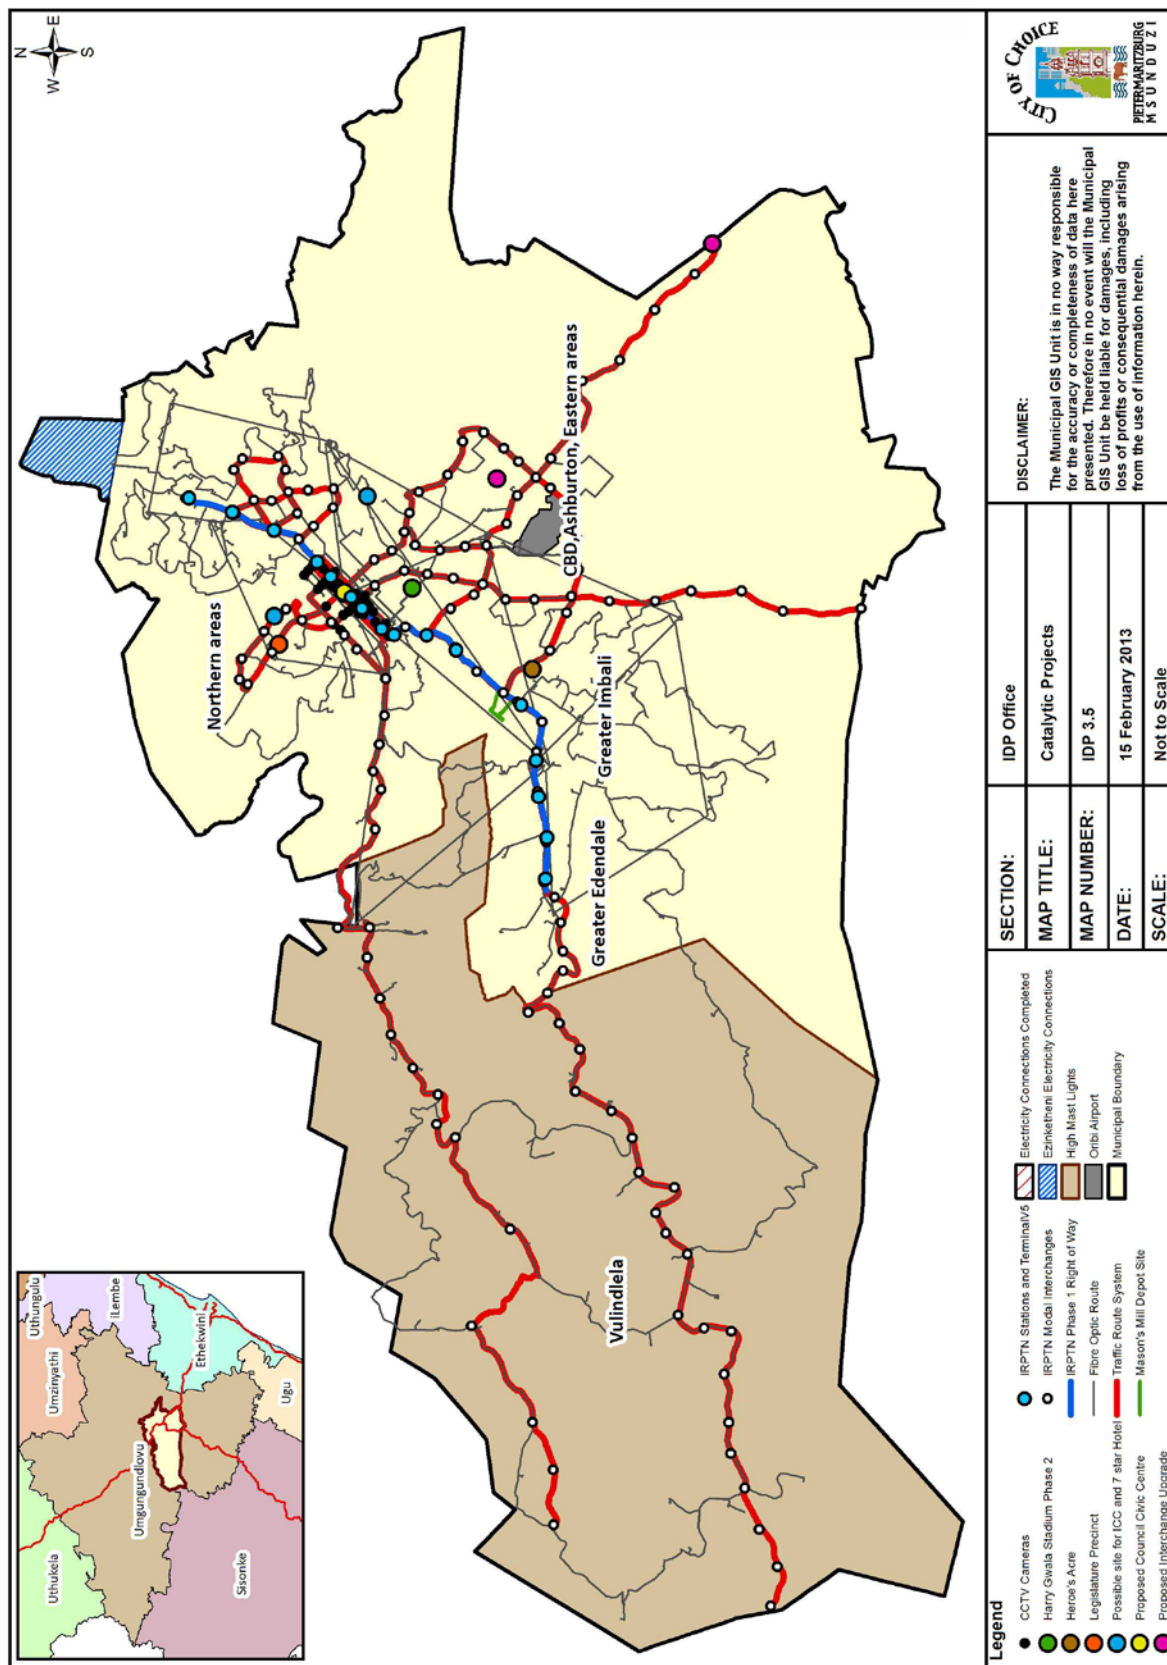 N
E
S
W
Uthungulu
Umzinyathi
iLembe
Uthukela
Umgungundlovu
Ethekwini
Ugu
Sisonke
Northern areas
CBD,Ashburton, Eastern areas
Greater Imbali
Greater Edendale
Vulindlela
Legend
CCTV Cameras
Harry Gwala Stadium Phase 2
Heroe's Acre
Legislature Precinct
Possible site for ICC and 7 star Hotel
Proposed Council Civic Centre
Proposed Interchange Upgrade
IRPTN Stations and TerminalV5
IRPTN Modal Interchanges
IRPTN Phase 1 Right of Way
Fibre Optic Route
Traffic Route System
Mason's Mill Depot Site
Electricity Connections Completed
Ezinketheni Electricity Connections
High Mast Lights
Oribi Airport
Municipal Boundary
SECTION: IDP Office
MAP TITLE: Catalytic Projects
MAP NUMBER: IDP 3.5
DATE: 15 February 2013
SCALE: Not to Scale
DISCLAIMER:
The Municipal GIS Unit is in no way responsible
for the accuracy or completeness of data here
presented. Therefore in no event will the Municipal
GIS Unit be held liable for damages, including
loss of profits or consequential damages arising
from the use of information herein.
CITY OF CHOICE
PIETERMARITZBURG
MSUNDUZI